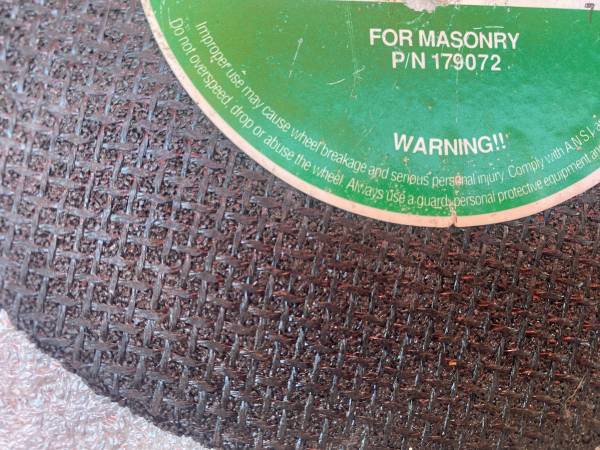 FOR MASONRY
P/N 179072
WARNING!!
Improper use may cause wheel breakage and serious personal injury. Comply with A.N.S.I.
Do not overspeed, drop or abuse the wheel. Always use a guard, personal protective equipment